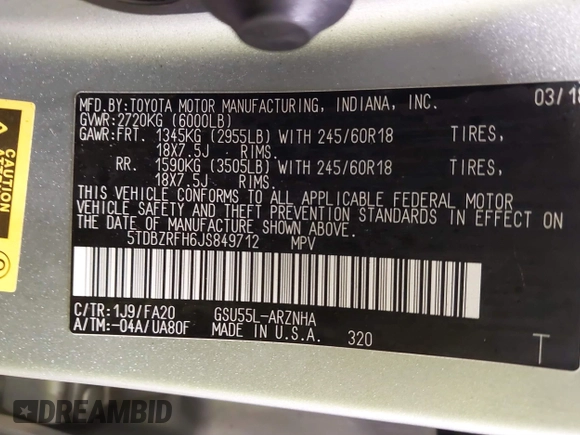 MFD.BY:TOYOTA MOTOR MANUFACTURING, INDIANA, INC. 03/18
GVWR:2720KG (6000LB)
GAWR:FRT. 1345KG (2955LB) WITH 245/60R18 TIRES,
18X7.5J RIMS.
RR. 1590KG (3505LB) WITH 245/60R18 TIRES,
18X7.5J RIMS.
THIS VEHICLE CONFORMS TO ALL APPLICABLE FEDERAL MOTOR
VEHICLE SAFETY AND THEFT PREVENTION STANDARDS IN EFFECT ON
THE DATE OF MANUFACTURE SHOWN ABOVE.
5TDBZRFH6JS849712 MPV
C/TR:1J9/FA20 GSU55L-ARZNHA
A/TM:-04A/UA80F MADE IN U.S.A. 320
T
CAUTION
DREAMBID